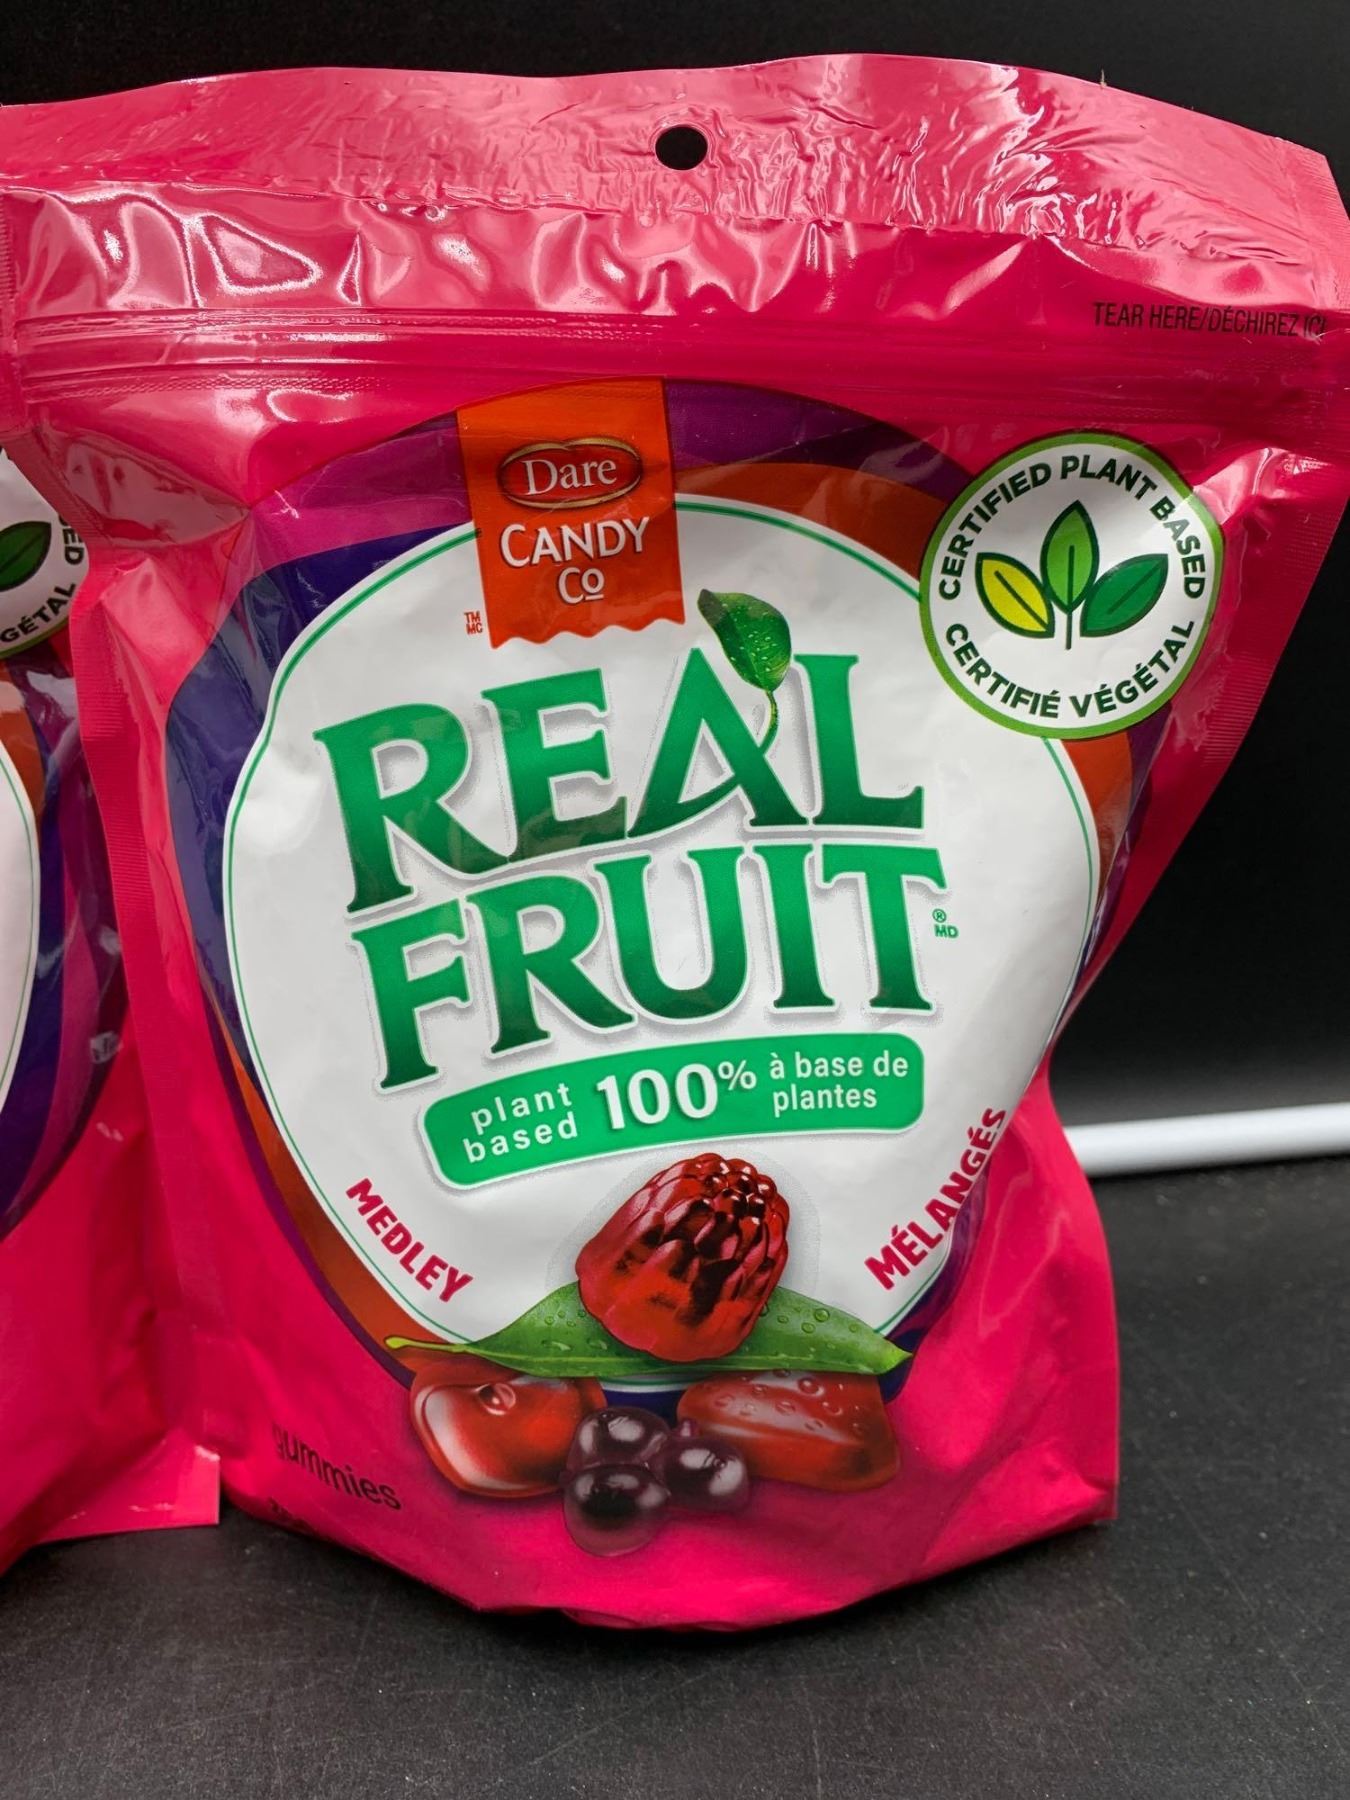 TEAR HERE/DÉCHIREZ ICI
Dare
CANDY
Co
TM
MC
CERTIFIED PLANT BASED
CERTIFIÉ VÉGÉTAL
REAL
FRUIT
®
MD
plant
based
100%
à base de
plantes
MEDLEY
MÉLANGÉS
gummies